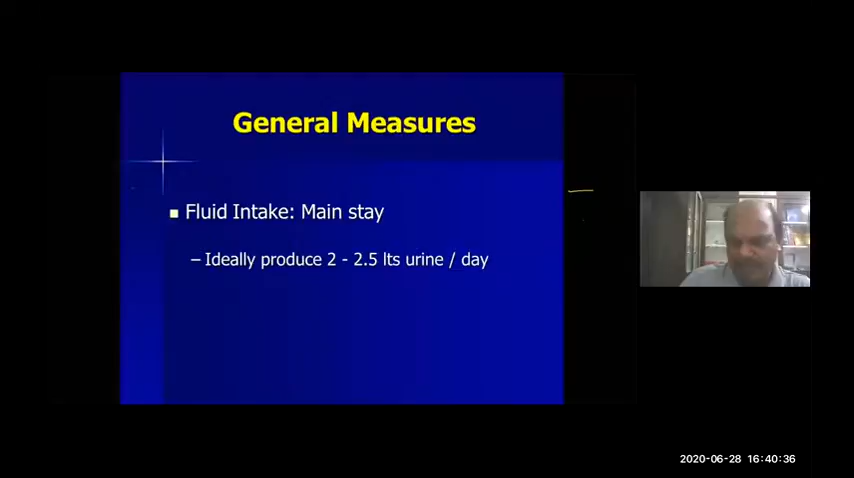 General Measures
■ Fluid Intake: Main stay
– Ideally produce 2 - 2.5 lts urine / day
2020-06-28 16:40:36